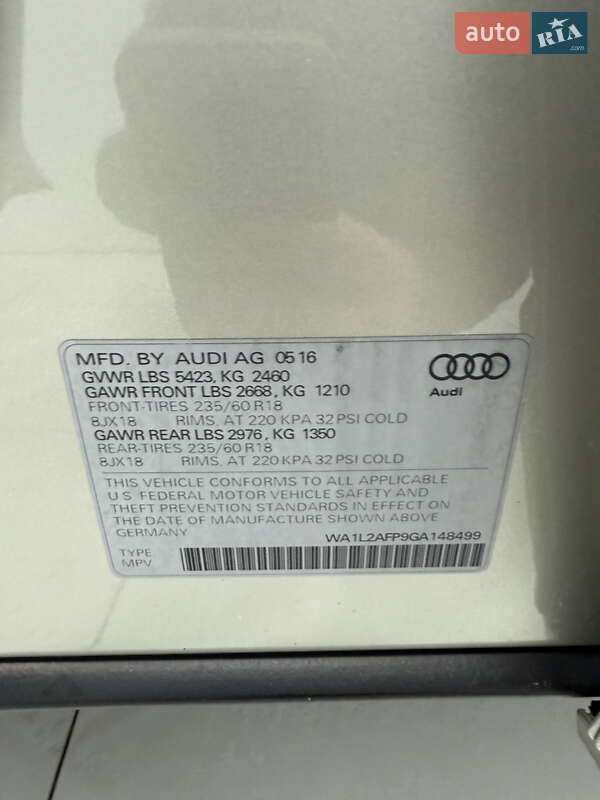 auto RIA
.com
MFD. BY AUDI AG 05 16
GVWR LBS 5423, KG 2460
GAWR FRONT LBS 2668, KG 1210
FRONT-TIRES 235/60 R18
8JX18 RIMS, AT 220 KPA 32 PSI COLD
GAWR REAR LBS 2976, KG 1350
REAR-TIRES 235/60 R18
8JX18 RIMS, AT 220 KPA 32 PSI COLD
Audi
THIS VEHICLE CONFORMS TO ALL APPLICABLE
U S FEDERAL MOTOR VEHICLE SAFETY AND
THEFT PREVENTION STANDARDS IN EFFECT ON
THE DATE OF MANUFACTURE SHOWN ABOVE
GERMANY
WA1L2AFP9GA148499
TYPE
MPV